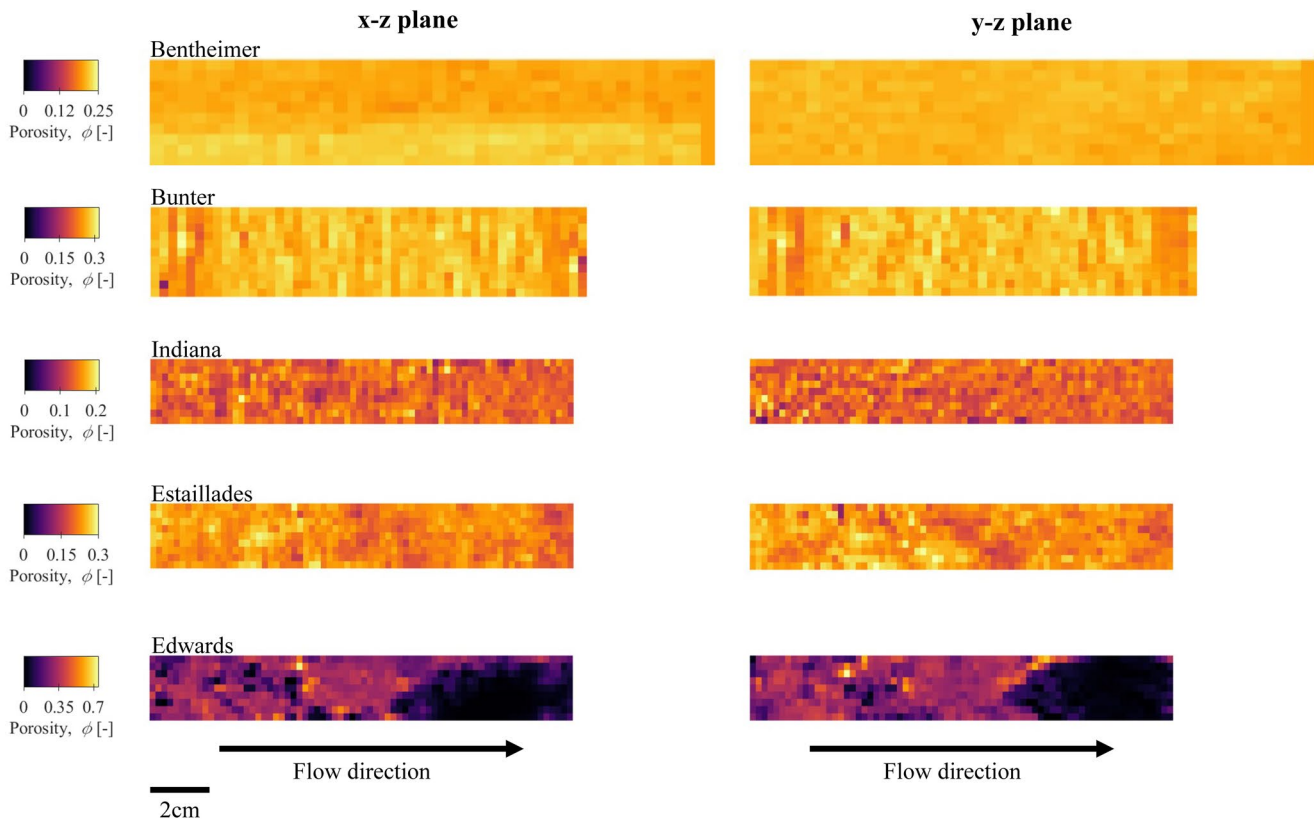 x-z plane
y-z plane
Bentheimer
0 0.12 0.25
Porosity, ϕ [-]
Bunter
0 0.15 0.3
Porosity, ϕ [-]
Indiana
0 0.1 0.2
Porosity, ϕ [-]
Estaillades
0 0.15 0.3
Porosity, ϕ [-]
Edwards
0 0.35 0.7
Porosity, ϕ [-]
Flow direction
Flow direction
2cm